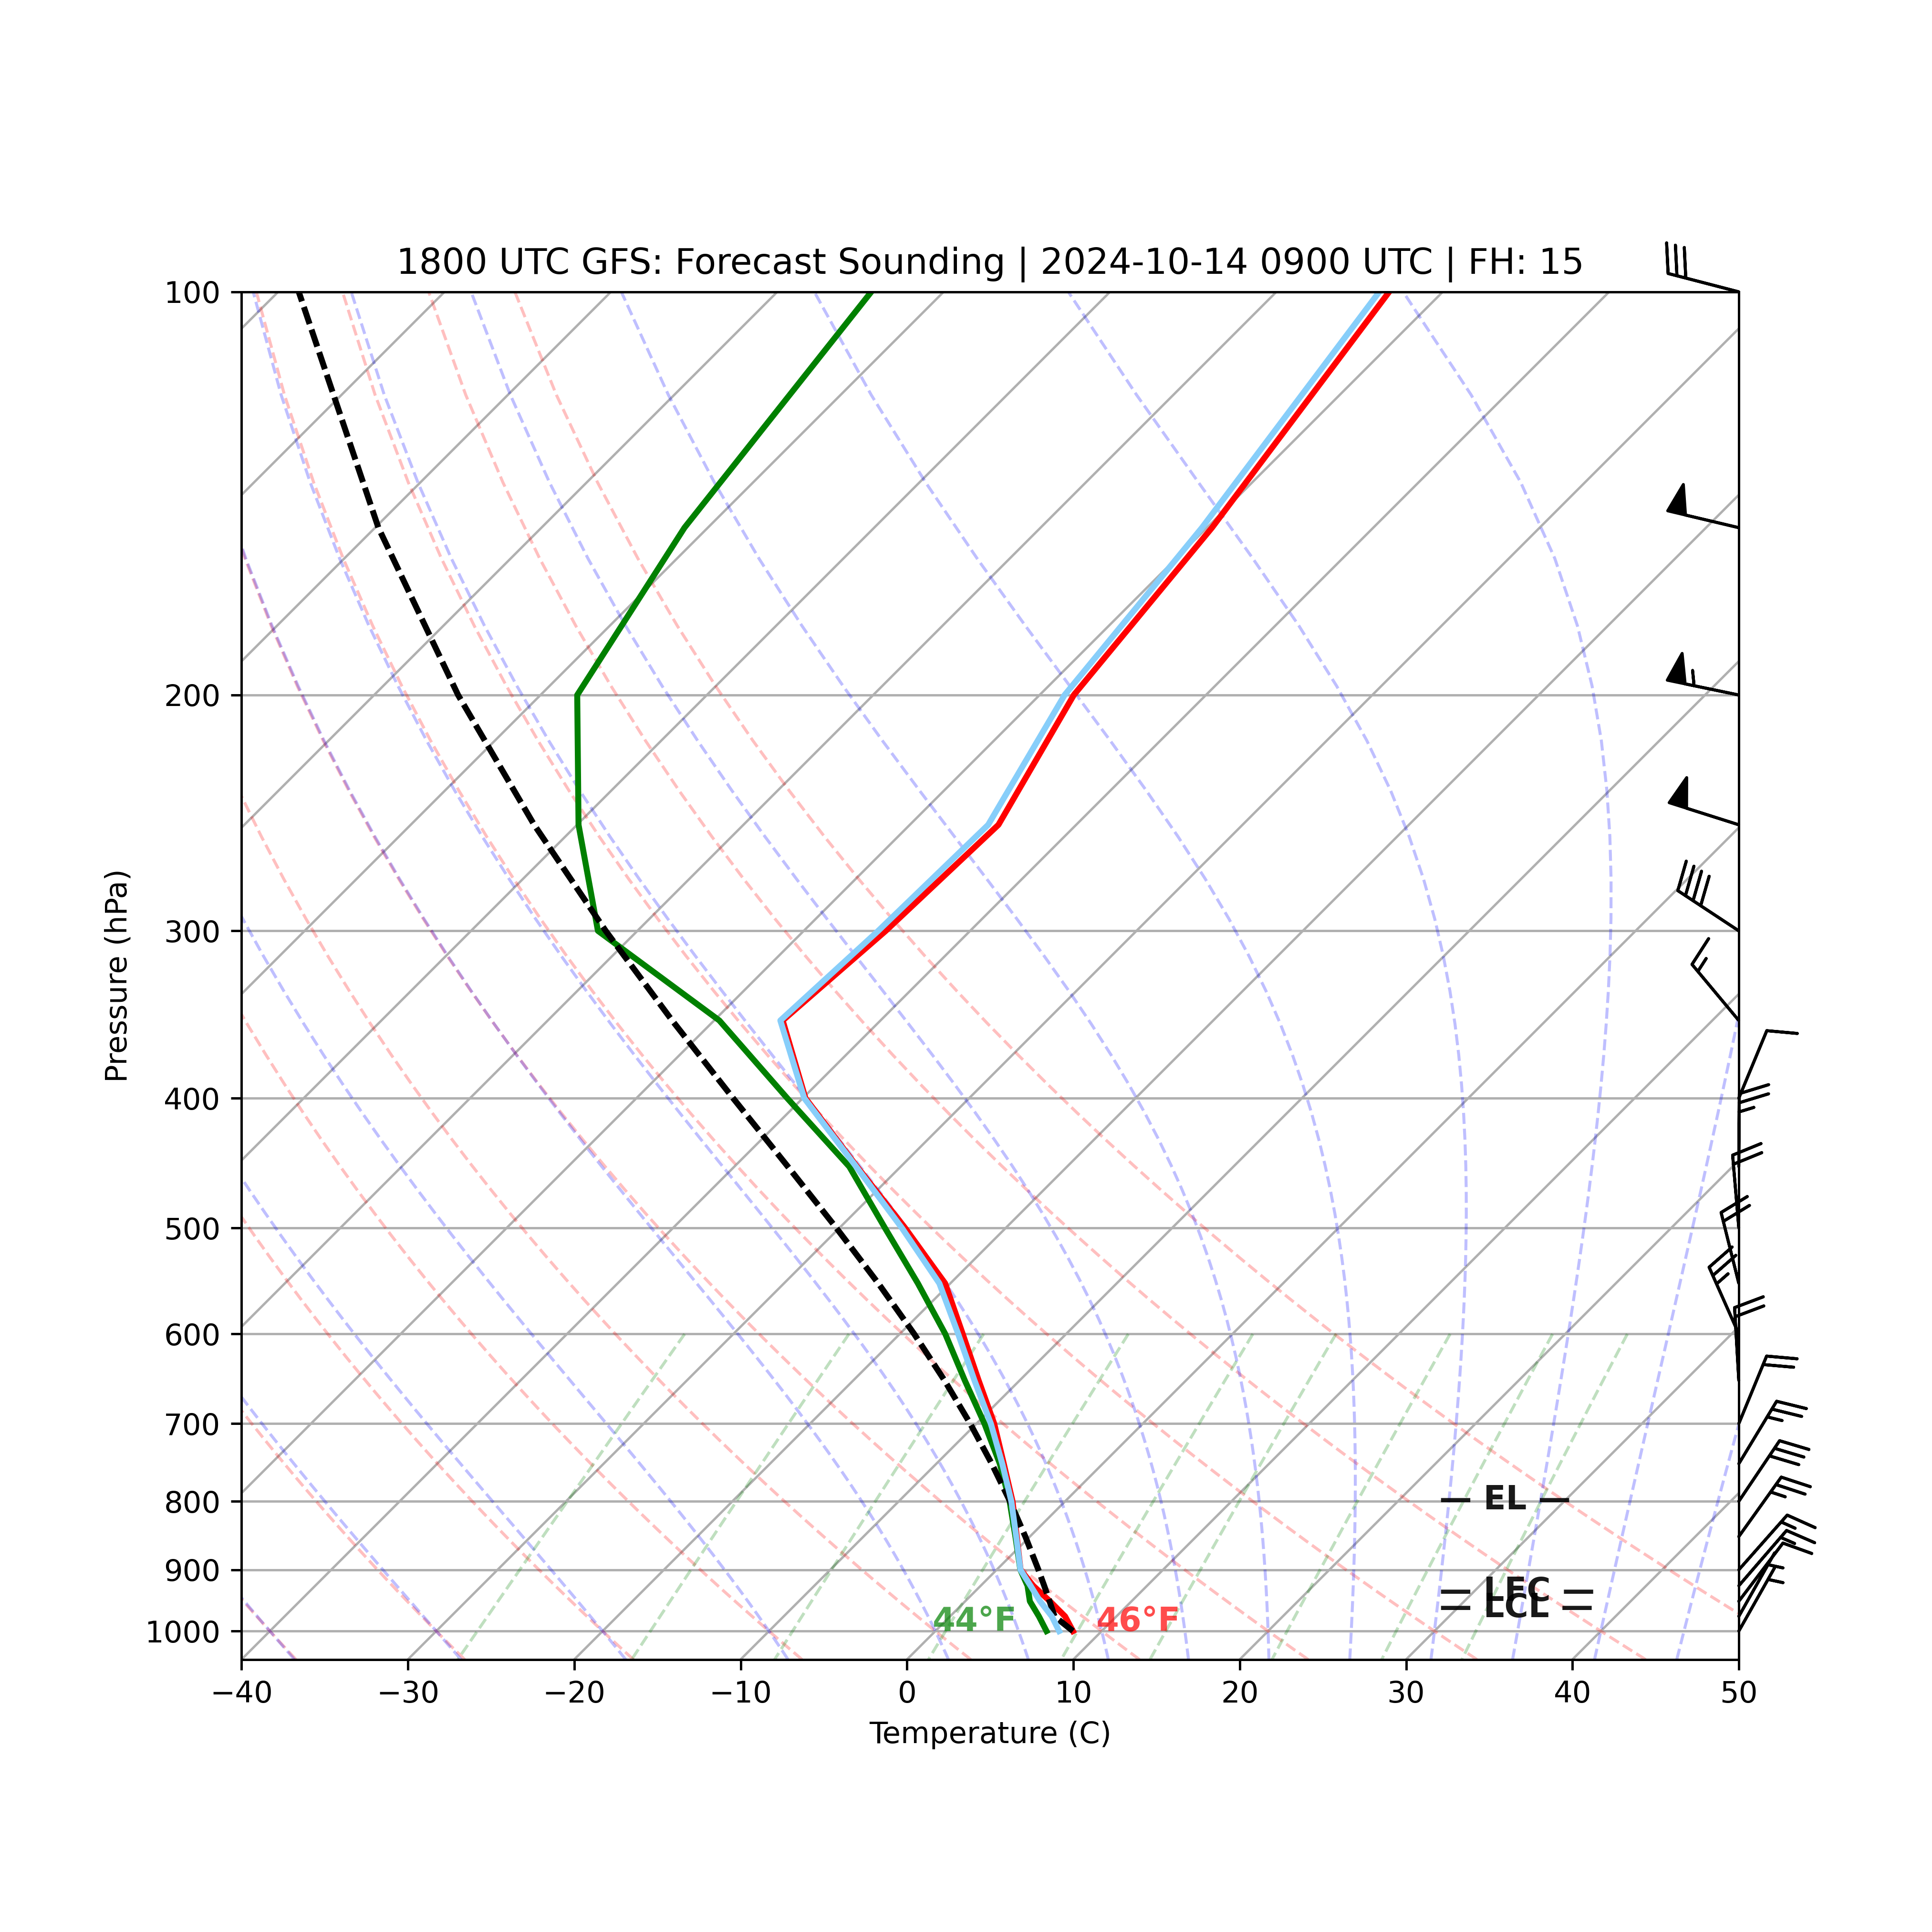 1800 UTC GFS: Forecast Sounding | 2024-10-14 0900 UTC | FH: 15
100
200
300
400
500
600
700
800
900
1000
Pressure (hPa)
— EL —
— LFC —
— LCL —
44°F
46°F
−40
−30
−20
−10
0
10
20
30
40
50
Temperature (C)